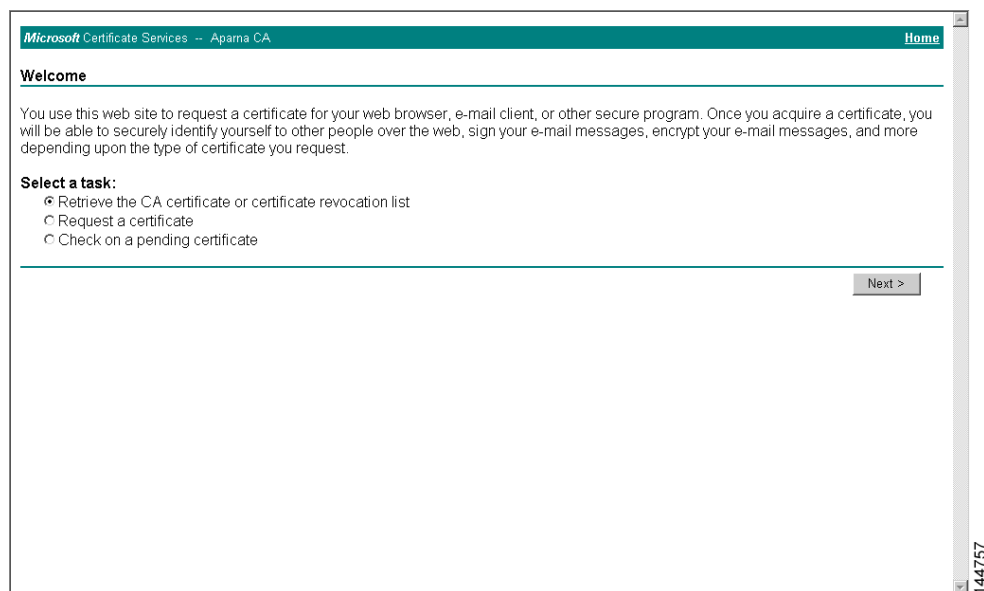 Microsoft Certificate Services -- Aparna CA
Home
Welcome
You use this web site to request a certificate for your web browser, e-mail client, or other secure program. Once you acquire a certificate, you
will be able to securely identify yourself to other people over the web, sign your e-mail messages, encrypt your e-mail messages, and more
depending upon the type of certificate you request.
Select a task:
Retrieve the CA certificate or certificate revocation list
Request a certificate
Check on a pending certificate
Next >
144757